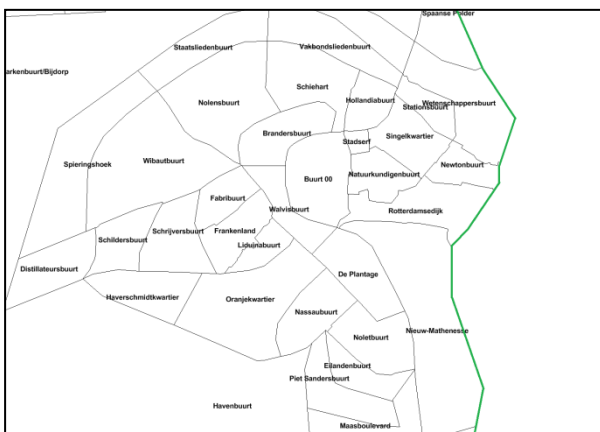 Spaanse Polder
Staatsliedenbuurt
Vakbondsliedenbuurt
arkenbuurt/Bijdorp
Schiehart
Nolensbuurt
Hollandiabuurt
Wetenschappersbuurt
Stationsbuurt
Brandersbuurt
Stadserf
Singelkwartier
Spieringshoek
Wibautbuurt
Newtonbuurt
Buurt 00
Natuurkundigenbuurt
Fabribuurt
Walvisbuurt
Rotterdamsedijk
Schrijversbuurt
Frankenland
Schildersbuurt
Liduinabuurt
Distillateursbuurt
De Plantage
Haverschmidtkwartier
Oranjekwartier
Nassaubuurt
Nieuw-Mathenesse
Noletbuurt
Eilandenbuurt
Piet Sandersbuurt
Havenbuurt
Maasboulevard